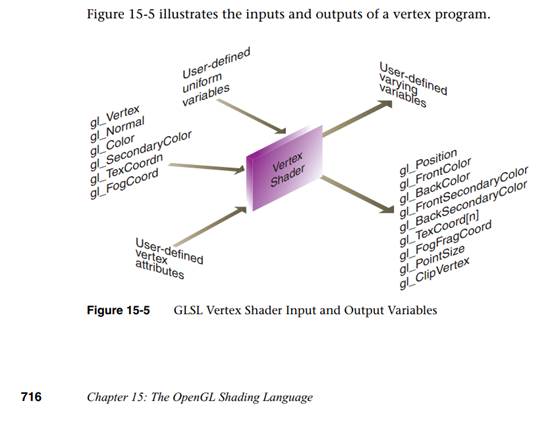 Figure 15-5 illustrates the inputs and outputs of a vertex program.
User-defined
uniform
variables
User-defined
varying
variables
gl_Vertex
gl_Normal
gl_Color
gl_SecondaryColor
gl_TexCoordn
gl_FogCoord
Vertex
Shader
gl_Position
gl_FrontColor
gl_BackColor
gl_FrontSecondaryColor
gl_BackSecondaryColor
gl_TexCoord[n]
gl_FogFragCoord
gl_PointSize
gl_ClipVertex
User-defined
vertex
attributes
Figure 15-5 GLSL Vertex Shader Input and Output Variables
716 Chapter 15: The OpenGL Shading Language